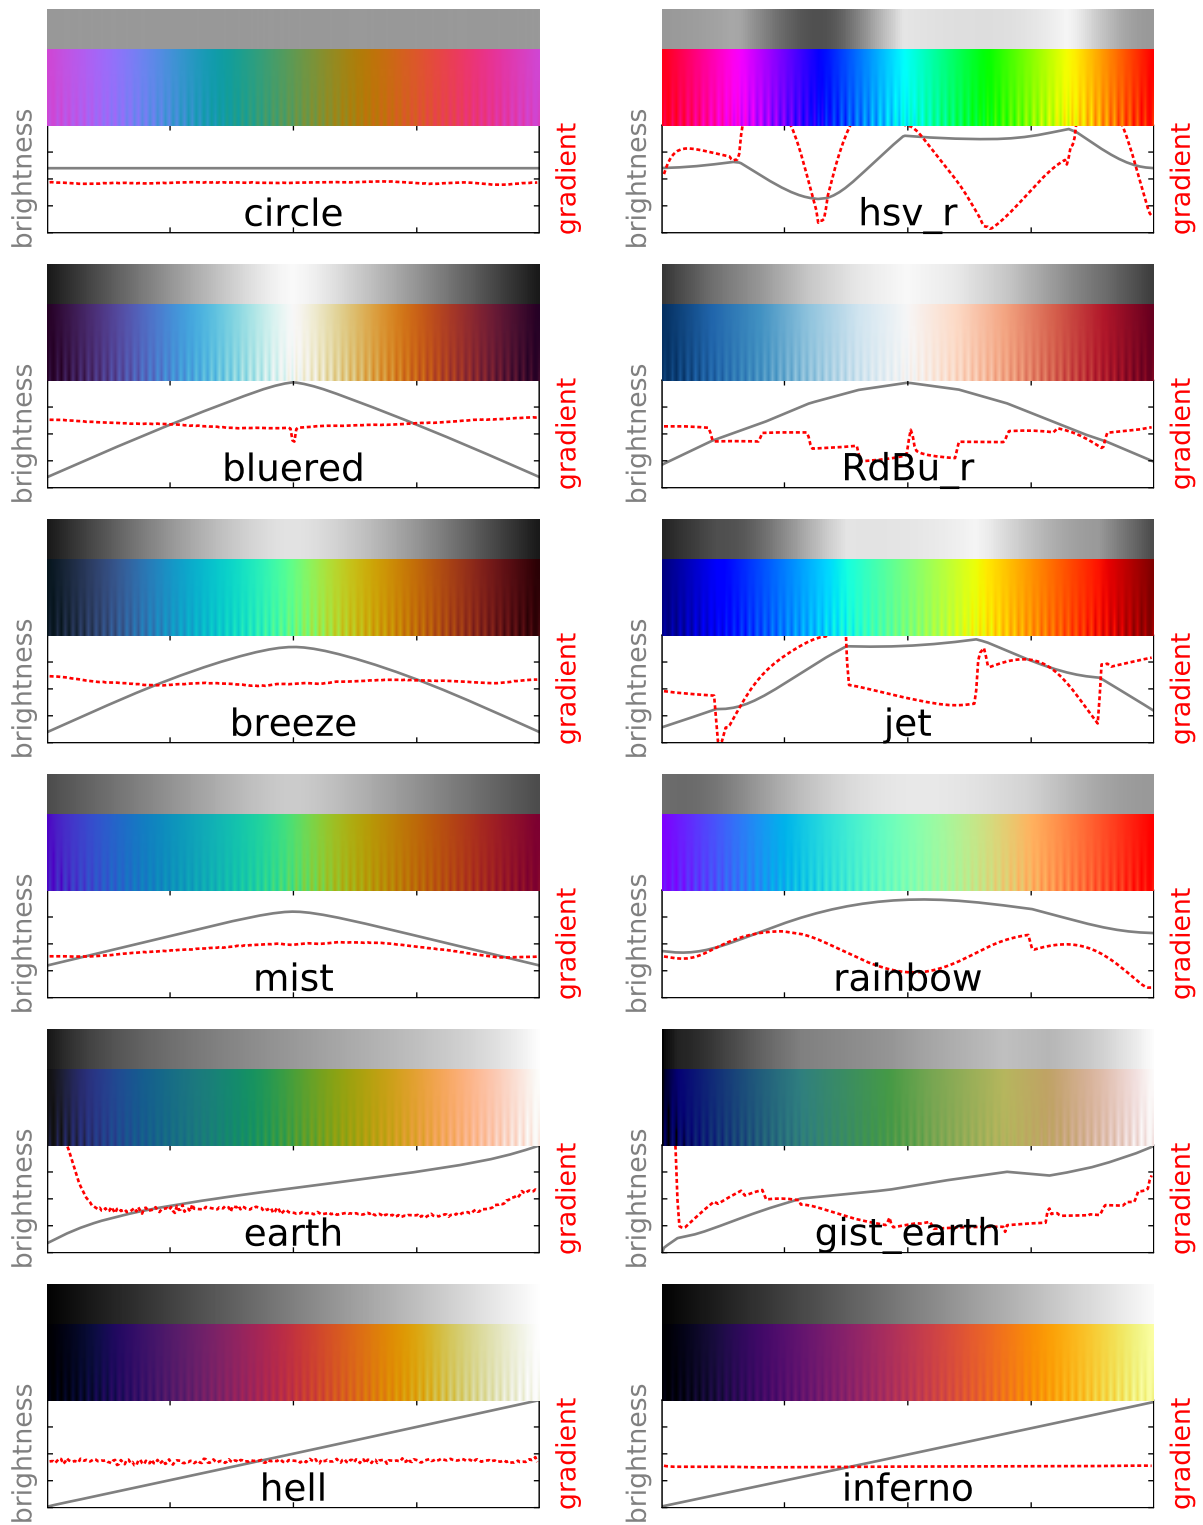 brightness
gradient
circle
brightness
gradient
hsv_r
brightness
gradient
bluered
brightness
gradient
RdBu_r
brightness
gradient
breeze
brightness
gradient
jet
brightness
gradient
mist
brightness
gradient
rainbow
brightness
gradient
earth
brightness
gradient
gist_earth
brightness
gradient
hell
brightness
gradient
inferno